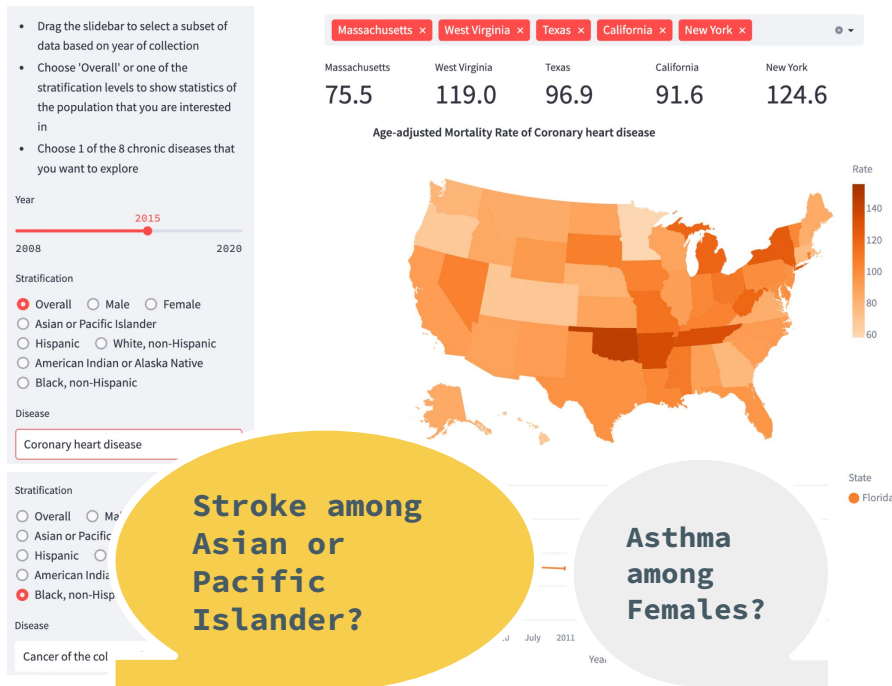 • Drag the slidebar to select a subset of
data based on year of collection
• Choose 'Overall' or one of the
stratification levels to show statistics of
the population that you are interested
in
• Choose 1 of the 8 chronic diseases that
you want to explore
Year
2015
2008 2020
Stratification
Overall Male Female
Asian or Pacific Islander
Hispanic White, non-Hispanic
American Indian or Alaska Native
Black, non-Hispanic
Disease
Coronary heart disease
Massachusetts × West Virginia × Texas × California × New York ×
Massachusetts West Virginia Texas California New York
75.5 119.0 96.9 91.6 124.6
Age-adjusted Mortality Rate of Coronary heart disease
Rate
140
120
100
80
60
Stratification
Overall
Asian or Pacific
Hispanic
American
Black,
Disease
Cancer of the
Stroke among
Asian or
Pacific
Islander?
Asthma
among
Females?
State
Florida
July 2011